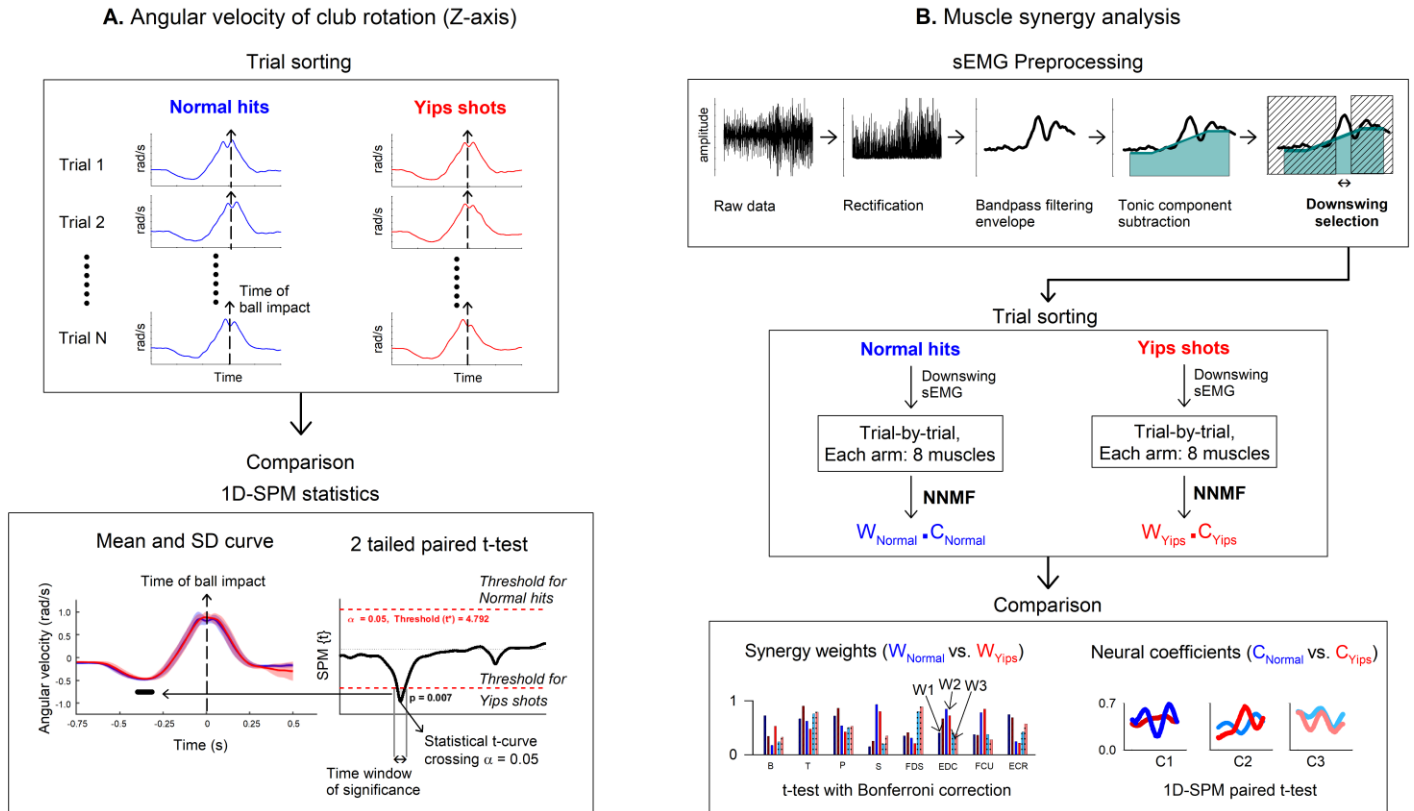 A. Angular velocity of club rotation (Z-axis)
Trial sorting
Normal hits
Yips shots
Trial 1
rad/s
rad/s
Trial 2
rad/s
rad/s
Time of
ball impact
Trial N
rad/s
rad/s
Time
Time
Comparison
1D-SPM statistics
Mean and SD curve
Time of ball impact
Angular velocity (rad/s)
1.0
0.5
0
-0.5
-1.0
-0.75
-0.5
-0.25
0
0.25
0.5
Time (s)
2 tailed paired t-test
Threshold for
Normal hits
α = 0.05, Threshold (t*) = 4.792
SPM {t}
Threshold for
p = 0.007
Yips shots
Statistical t-curve
crossing α = 0.05
Time window
of significance
B. Muscle synergy analysis
sEMG Preprocessing
amplitude
Raw data
Rectification
Bandpass filtering
envelope
Tonic component
subtraction
Downswing
selection
Trial sorting
Normal hits
Yips shots
Downswing
sEMG
Downswing
sEMG
Trial-by-trial,
Each arm: 8 muscles
Trial-by-trial,
Each arm: 8 muscles
NNMF
NNMF
W Normal . C Normal
W Yips . C Yips
Comparison
Synergy weights (W Normal vs. W Yips)
W1
W2
W3
1
0
B
T
P
S
FDS
EDC
FCU
ECR
t-test with Bonferroni correction
Neural coefficients (C Normal vs. C Yips)
0.7
0.0
C1
C2
C3
1D-SPM paired t-test